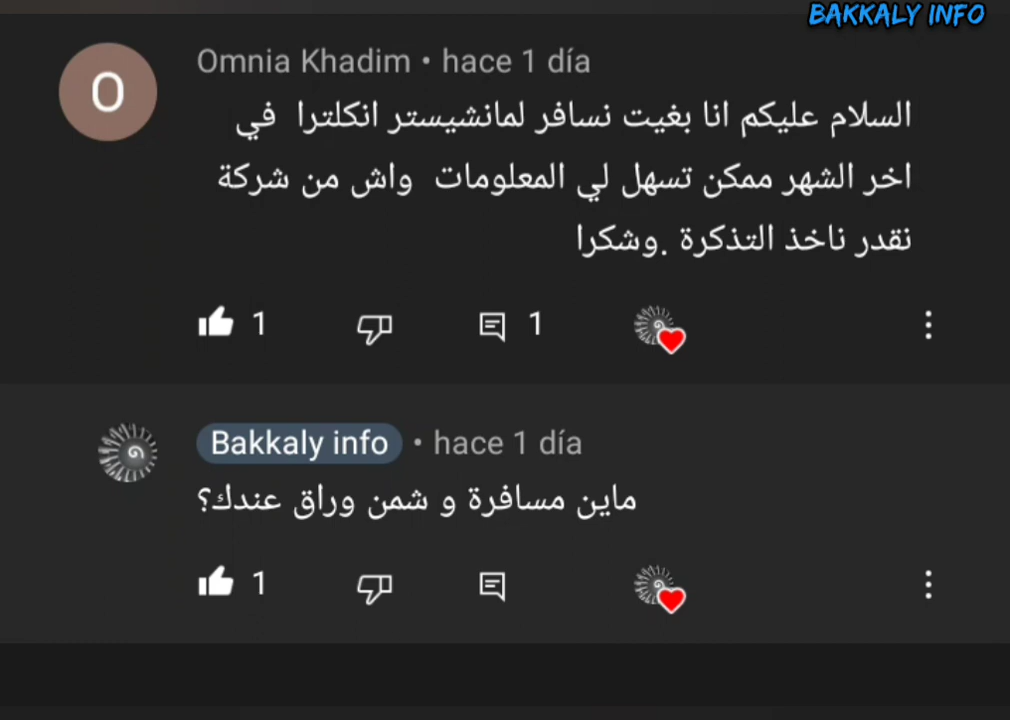 BAKKALY INFO
O
Omnia Khadim • hace 1 día
السلام عليكم انا بغيت نسافر لمانشيستر انكلترا في
اخر الشهر ممكن تسهل لي المعلومات واش من شركة
نقدر ناخذ التذكرة .وشكرا
1
1
Bakkaly info • hace 1 día
ماين مسافرة و شمن وراق عندك؟
1